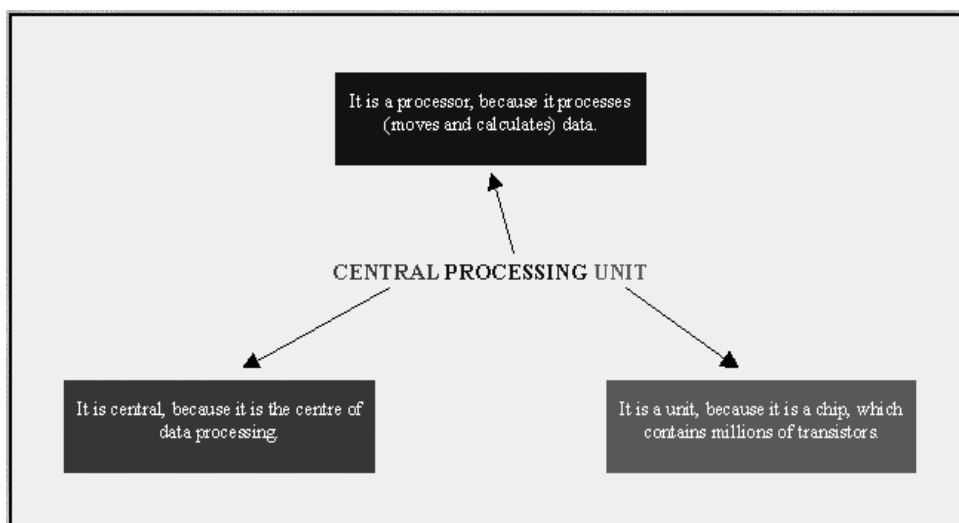 It is a processor, because it processes
(moves and calculates) data.
CENTRAL PROCESSING UNIT
It is central, because it is the centre of
data processing.
It is a unit, because it is a chip, which
contains millions of transistors.